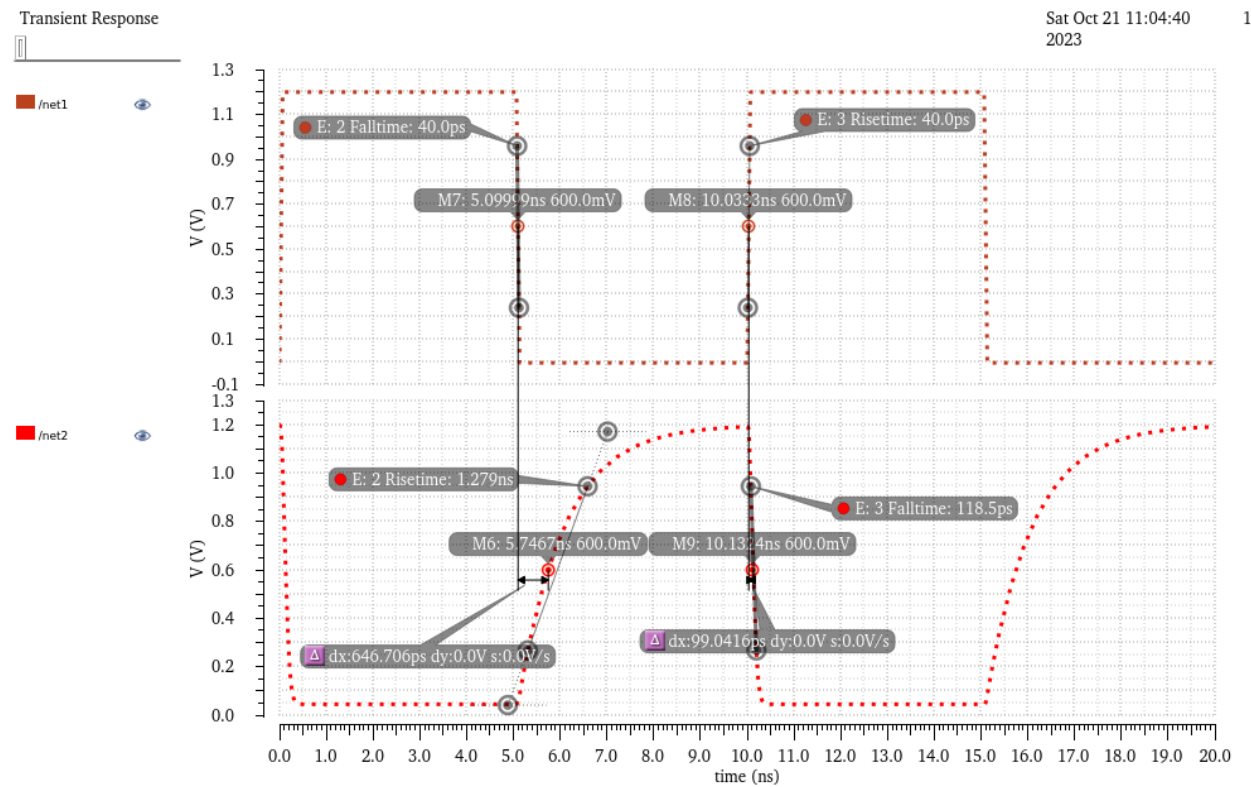 Transient Response
Sat Oct 21 11:04:40 1
2023
/net1
V (V)
1.3
1.1
0.9
0.7
0.5
0.3
0.1
-0.1
E: 2 Falltime: 40.0ps
E: 3 Risetime: 40.0ps
M7: 5.09999ns 600.0mV
M8: 10.0333ns 600.0mV
/net2
V (V)
1.3
1.2
1.0
0.8
0.6
0.4
0.2
0.0
E: 2 Risetime: 1.279ns
E: 3 Falltime: 118.5ps
M6: 5.7467ns 600.0mV
M9: 10.1324ns 600.0mV
Δ dx:646.706ps dy:0.0V s:0.0V/s
Δ dx:99.0416ps dy:0.0V s:0.0V/s
0.0 1.0 2.0 3.0 4.0 5.0 6.0 7.0 8.0 9.0 10.0 11.0 12.0 13.0 14.0 15.0 16.0 17.0 18.0 19.0 20.0
time (ns)